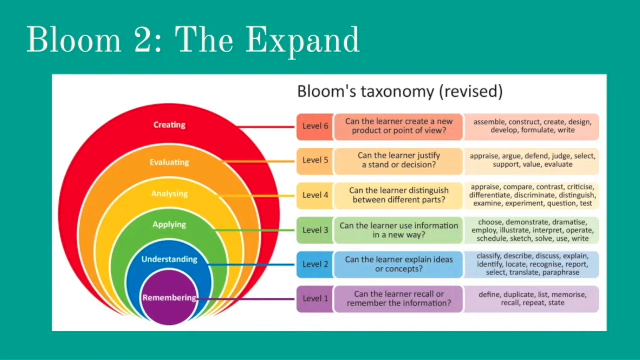 Bloom 2: The Expand
Bloom's taxonomy (revised)
Creating
Level 6
Can the learner create a new
product or point of view?
assemble, construct, create, design,
develop, formulate, write
Evaluating
Level 5
Can the learner justify
a stand or decision?
appraise, argue, defend, judge, select,
support, value, evaluate
Analysing
Level 4
Can the learner distinguish
between different parts?
appraise, compare, contrast, criticise,
differentiate, discriminate, distinguish,
examine, experiment, question, test
Applying
Level 3
Can the learner use information
in a new way?
choose, demonstrate, dramatise,
employ, illustrate, interpret, operate,
schedule, sketch, solve, use, write
Understanding
Level 2
Can the learner explain ideas
or concepts?
classify, describe, discuss, explain,
identify, locate, recognise, report,
select, translate, paraphrase
Remembering
Level 1
Can the learner recall or
remember the information?
define, duplicate, list, memorise,
recall, repeat, state